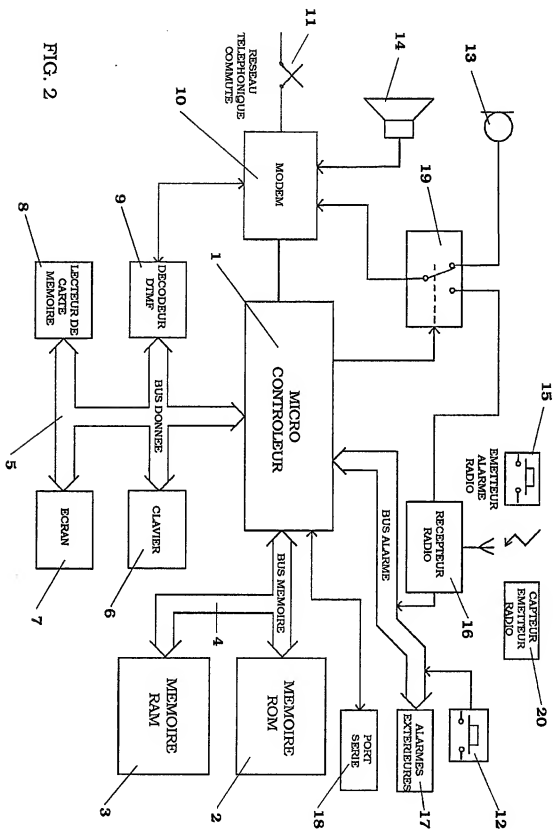 13
14
11
RESEAU
TELEPHONIQUE
COMMUTE
10
MODEM
19
15
EMETTEUR
ALARME
RADIO
CAPTEUR
EMETTEUR
RADIO
20
RECEPTEUR
RADIO
16
12
ALARMES
EXTERIEURES
17
BUS ALARME
PORT
SERIE
18
1
MICRO
CONTROLEUR
BUS MEMOIRE
4
MEMOIRE
ROM
2
MEMOIRE
RAM
3
9
DECODEUR
DTMF
BUS DONNEE
CLAVIER
6
8
LECTEUR DE
CARTE
MEMOIRE
5
ECRAN
7
FIG. 2